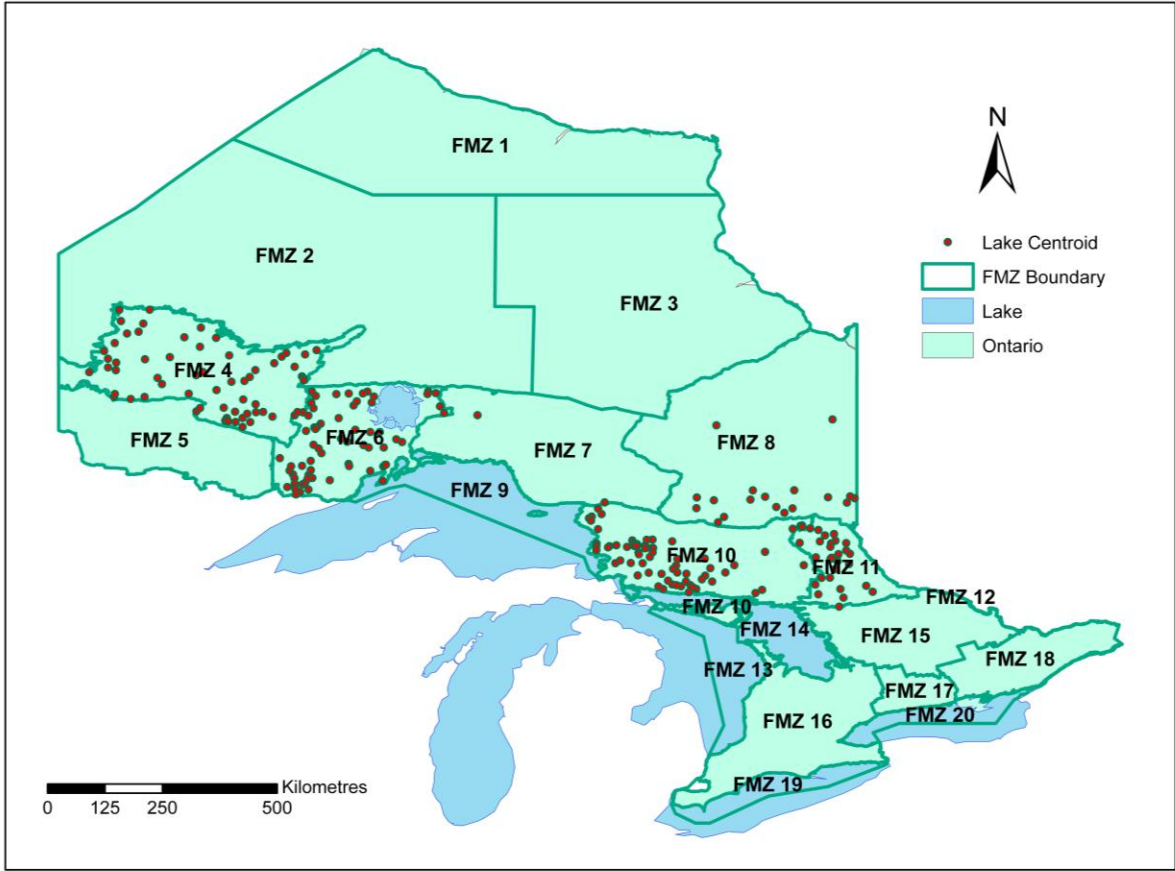 FMZ 1
N
FMZ 2
Lake Centroid
FMZ Boundary
FMZ 3
Lake
Ontario
FMZ 4
FMZ 5
FMZ 6
FMZ 8
FMZ 7
FMZ 9
FMZ 10
FMZ 11
FMZ 12
FMZ 10
FMZ 14
FMZ 15
FMZ 18
FMZ 13
FMZ 17
FMZ 20
FMZ 16
FMZ 19
Kilometres
0 125 250 500